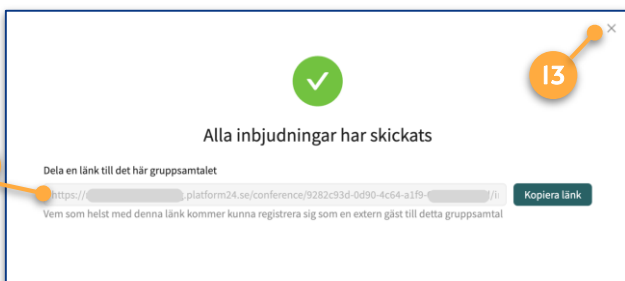 13
Alla inbjudningar har skickats
Dela en länk till det här gruppsamtalet
https:// .platform24.se/conference/9282c93d-0d90-4c64-a1f9- /i
Kopiera länk
Vem som helst med denna länk kommer kunna registrera sig som en extern gäst till detta gruppsamtal